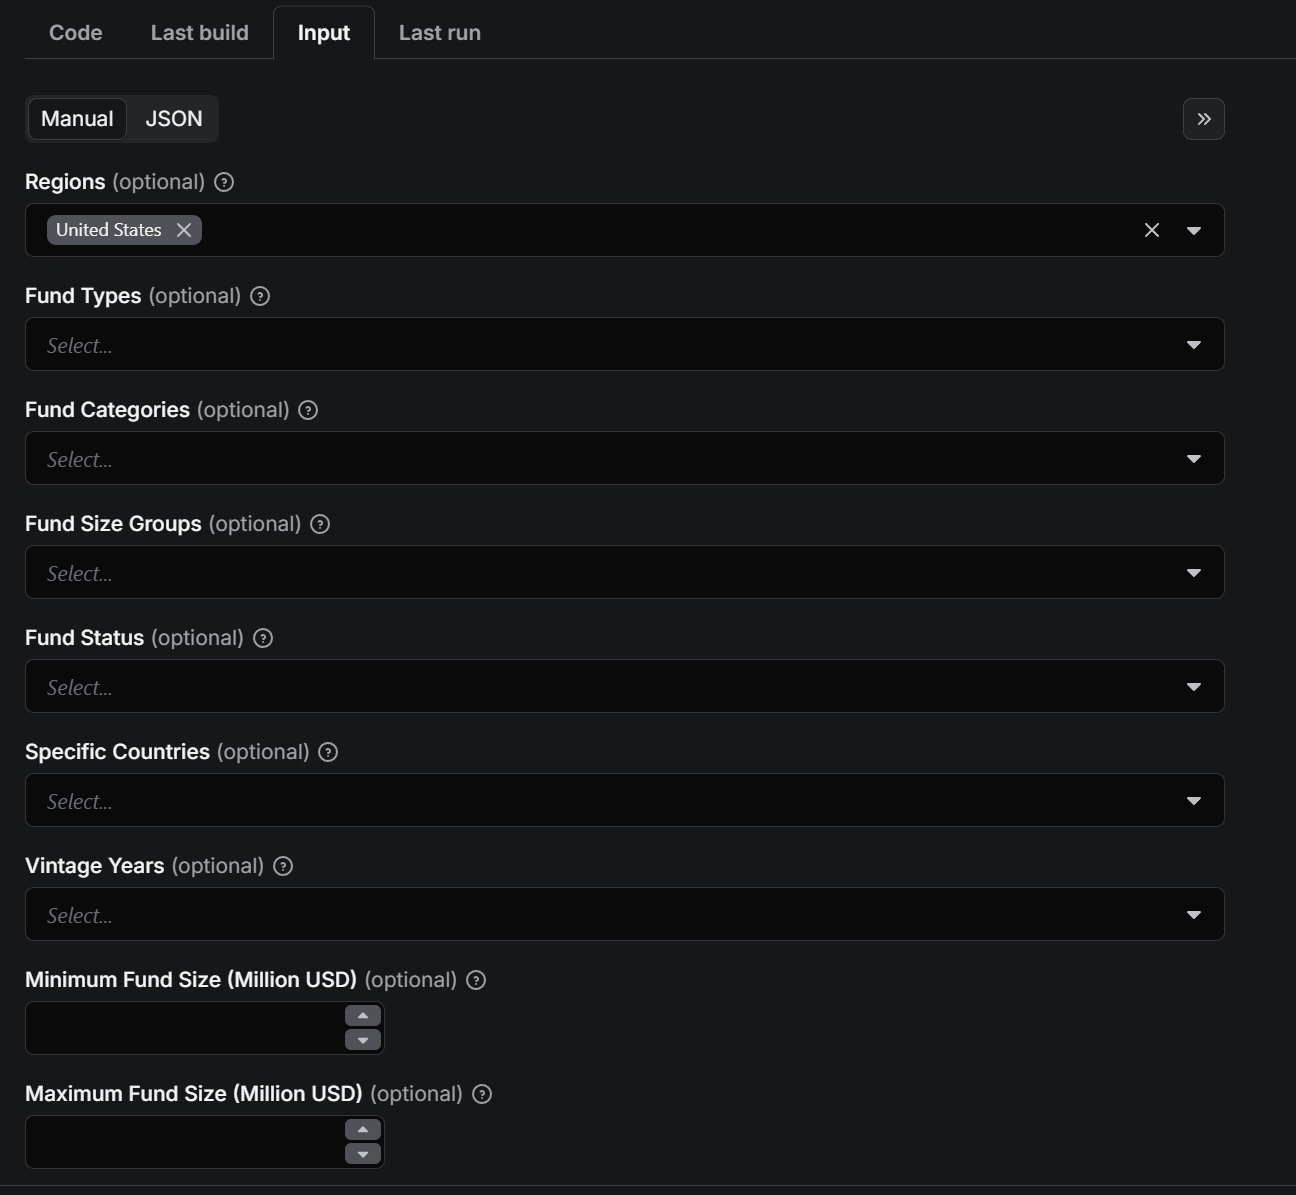 Code Last build Input Last run
Manual JSON
Regions (optional)
United States
Fund Types (optional)
Select...
Fund Categories (optional)
Select...
Fund Size Groups (optional)
Select...
Fund Status (optional)
Select...
Specific Countries (optional)
Select...
Vintage Years (optional)
Select...
Minimum Fund Size (Million USD) (optional)
Maximum Fund Size (Million USD) (optional)